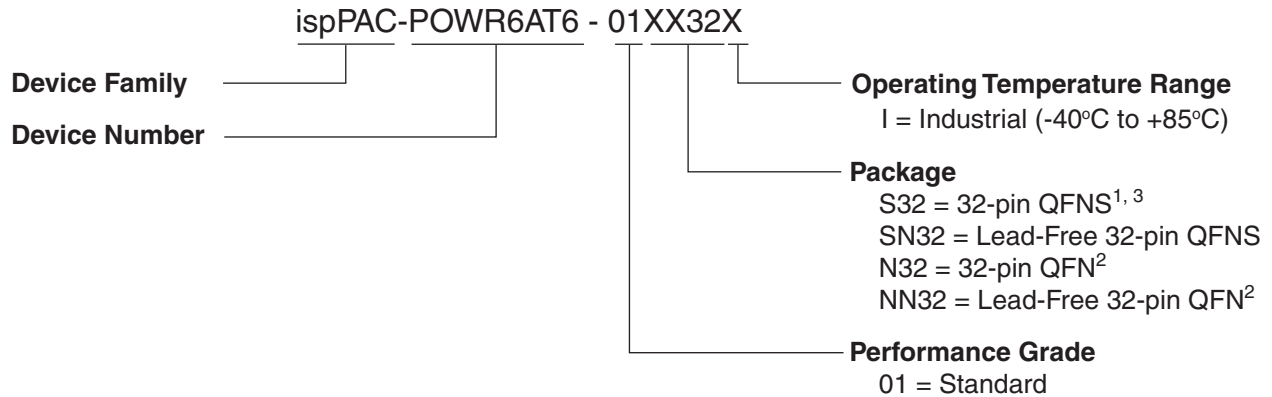 ispPAC-POWR6AT6 - 01XX32X
Device Family
Device Number
Operating Temperature Range
I = Industrial (-40°C to +85°C)
Package
S32 = 32-pin QFNS1, 3
SN32 = Lead-Free 32-pin QFNS
N32 = 32-pin QFN2
NN32 = Lead-Free 32-pin QFN2
Performance Grade
01 = Standard